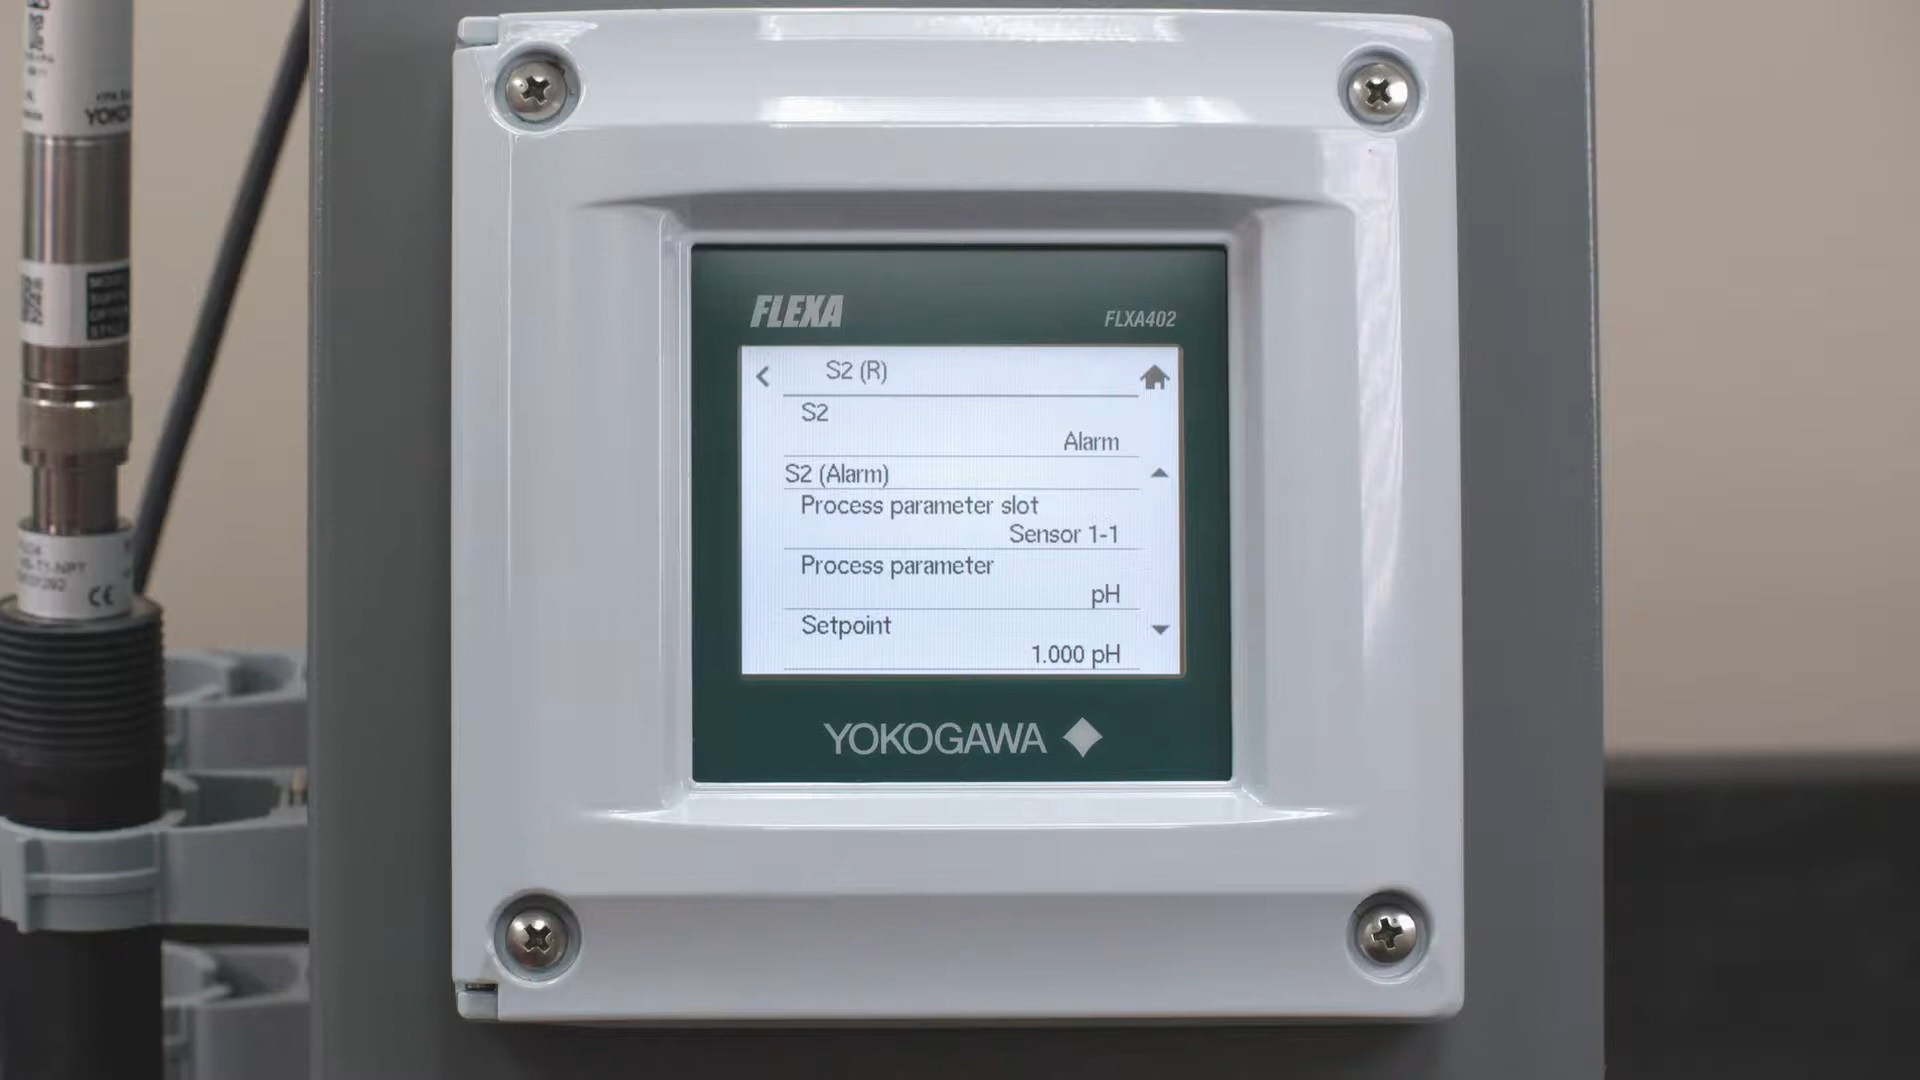 FLEXA
FLXA402
S2 (R)
S2
Alarm
S2 (Alarm)
Process parameter slot
Sensor 1-1
Process parameter
pH
Setpoint
1.000 pH
YOKOGAWA
CE